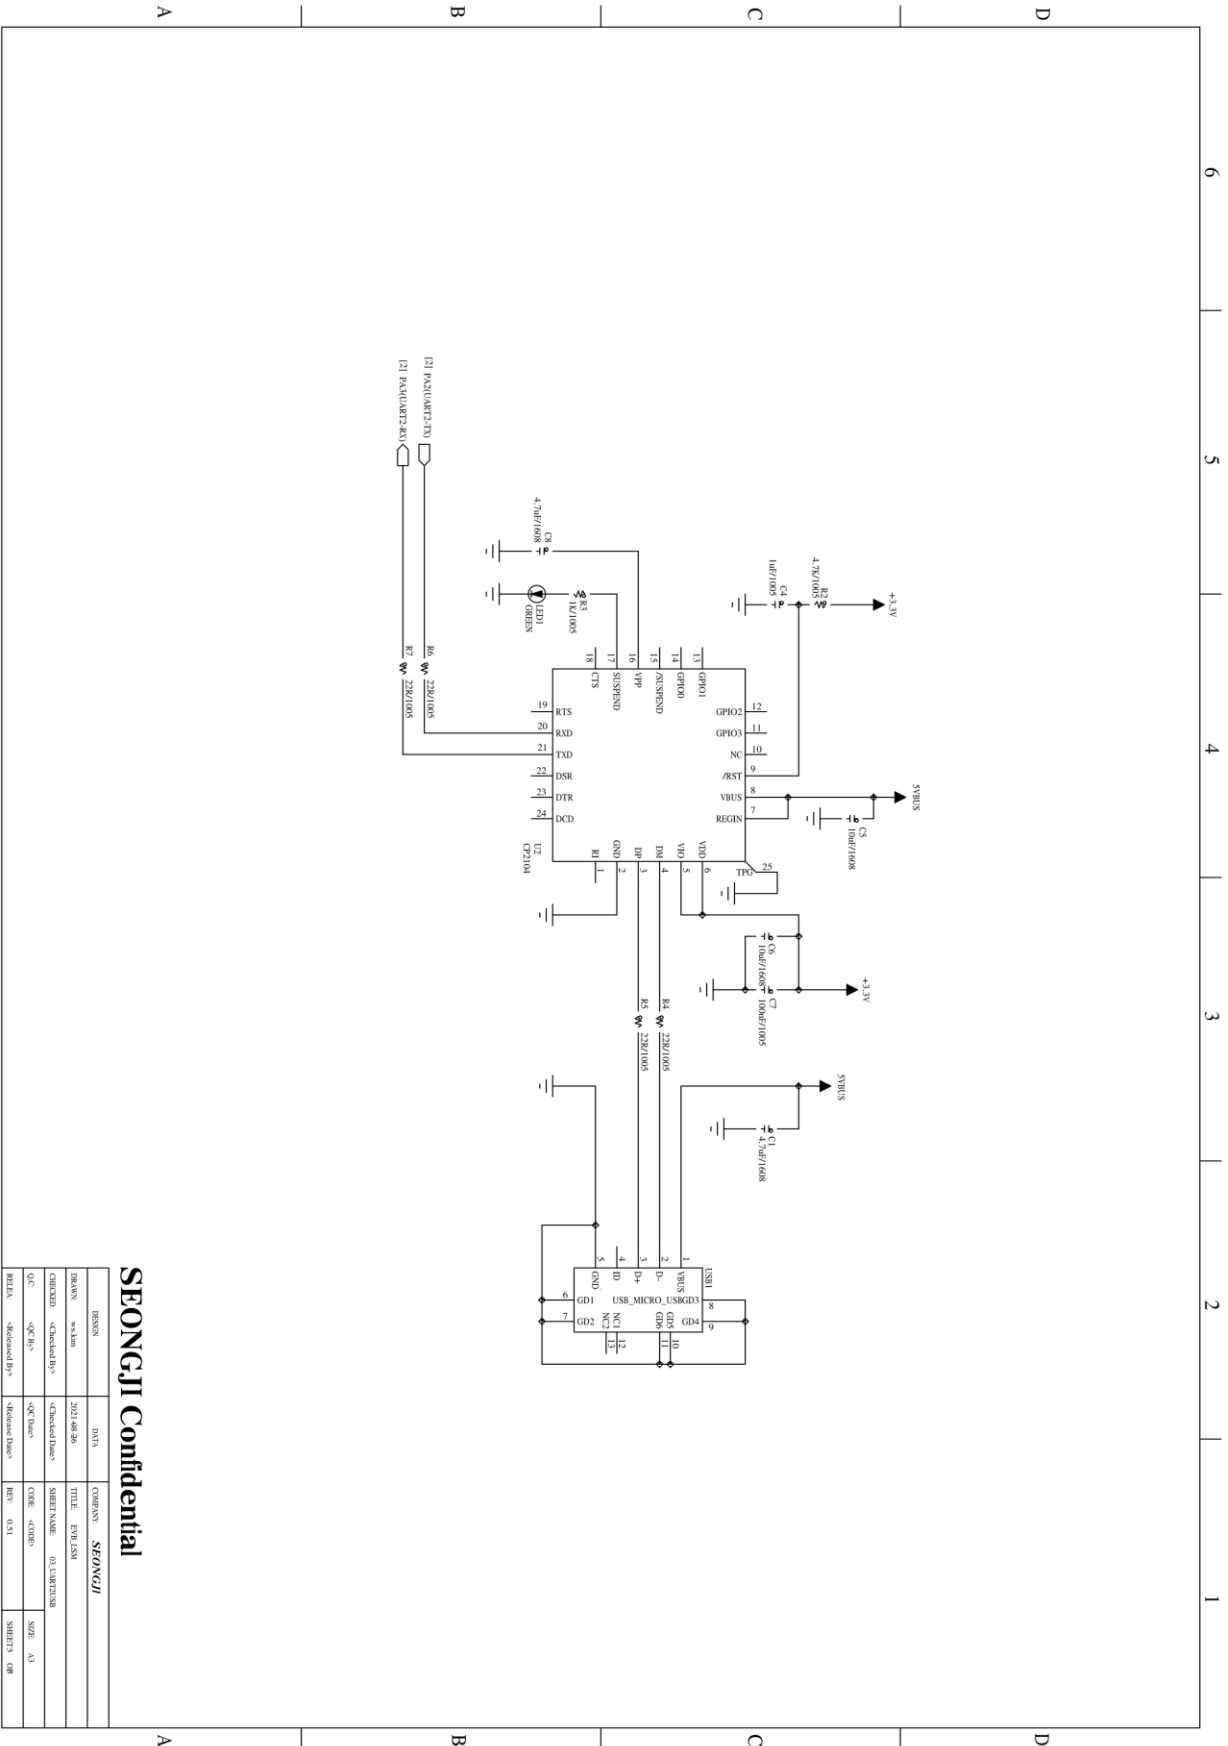 6
5
4
3
2
1
D
D
C
C
B
B
A
A
+3.3V
R2
4.7K/1005
C4
1uF/1005
5VBUS
C5
10uF/1608
+3.3V
C6
10uF/1608
C7
100nF/1005
5VBUS
C1
4.7uF/1608
13 GPIO1
14 GPIO0
15 /SUSPEND
16 VPP
17 SUSPEND
18 CTS
GPIO2 12
GPIO3 11
NC 10
/RST 9
VBUS 8
REGIN 7
TPG 25
VDD 6
VIO 5
DM 4
DP 3
GND 2
RI 1
19 RTS
20 RXD
21 TXD
22 DSR
23 DTR
24 DCD
U2
CP2104
C8
4.7uF/1608
R3
1K/1005
LED1
GREEN
R4 22R/1005
R5 22R/1005
[2] PA2(UART2-TX)
R6 22R/1005
[2] PA3(UART2-RX)
R7 22R/1005
USB1
1 VBUS
2 D-
3 D+
4 ID
5 GND
USB_MICRO_USB
GD3 8
GD4 9
GD5 10
GD6 11
NC1 12
NC2 13
6 GD1
7 GD2
SEONGJI Confidential
DESIGN DATA COMPANY: SEONGJI
DRAWN: ws.kim 2021-08-26 TITLE: EVB_LSM
CHECKED: <Checked By> <Checked Date> SHEET NAME: 03_UART2USB
Q.C: <QC By> <QC Date> CODE: <CODE> SIZE: A3
RELEA <Released By> <Release Date> REV: 0.51 SHEET3